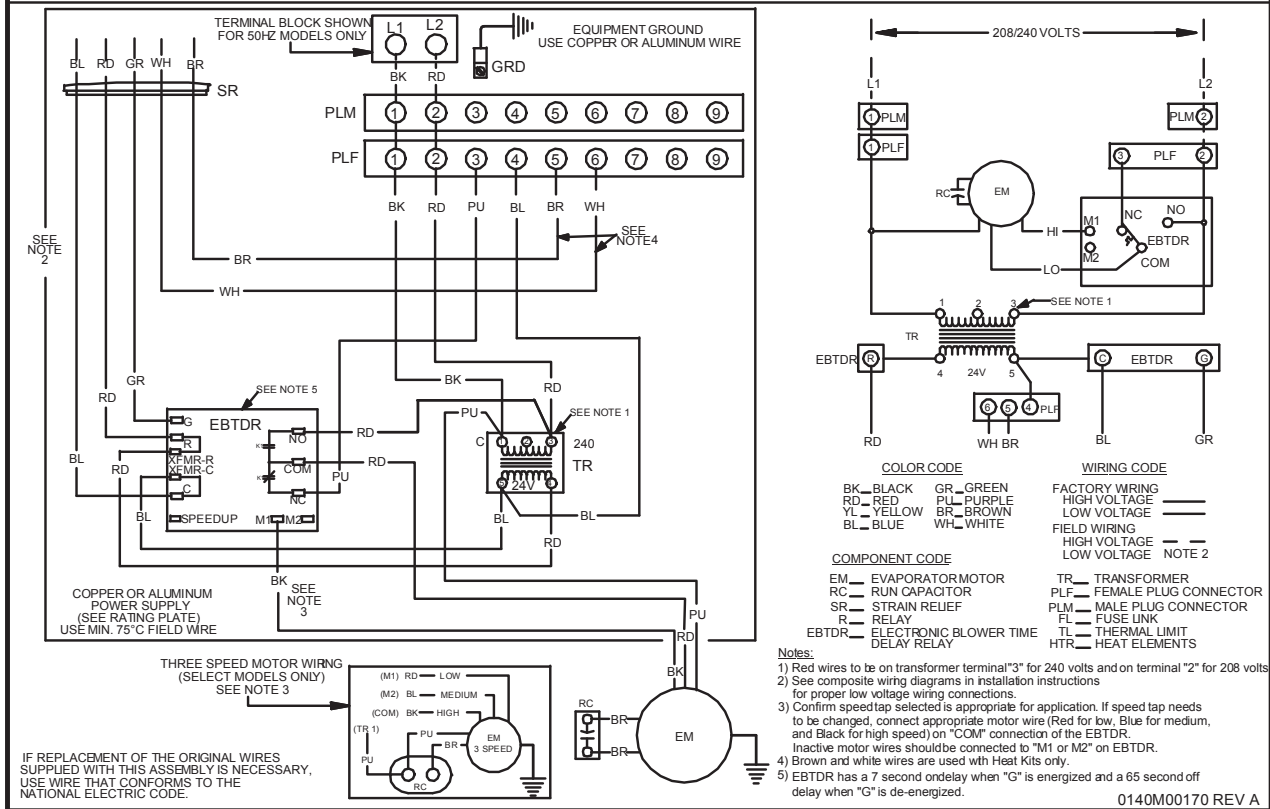 TERMINAL BLOCK SHOWN
FOR 50HZ MODELS ONLY
L1 L2
BK RD
EQUIPMENT GROUND
USE COPPER OR ALUMINUM WIRE
GRD
BL RD GR WH BR
SR
PLM 1 2 3 4 5 6 7 8 9
PLF 1 2 3 4 5 6 7 8 9
BK RD PU BL BR WH
SEE
NOTE4
SEE
NOTE
2
BR
WH
GR
RD
BL
RD
BL
SEE NOTE 5
EBTDR
G
R
XFMR-R
XFMR-C
C
SPEEDUP
NO
COM
NC
M1 M2
K
K
BK
RD
RD
PU
PU
RD
SEE NOTE 1
C 1 2 3 240
TR
24V
5 4
BL
BL
RD
BK
SEE
NOTE
3
COPPER OR ALUMINUM
POWER SUPPLY
(SEE RATING PLATE)
USE MIN. 75°C FIELD WIRE
PU
RD
BK
THREE SPEED MOTOR WIRING
(SELECT MODELS ONLY)
SEE NOTE 3
(M1) RD LOW
(M2) BL MEDIUM
(COM) BK HIGH
(TR 1)
PU
PU
BR
EM
3 SPEED
RC
RC
BR
BR
EM
IF REPLACEMENT OF THE ORIGINAL WIRES
SUPPLIED WITH THIS ASSEMBLY IS NECESSARY,
USE WIRE THAT CONFORMS TO THE
NATIONAL ELECTRIC CODE.
208/240 VOLTS
L1 L2
1 PLM
PLM 2
1 PLF
3 PLF 2
RC
EM
HI
LO
M1
M2
NC
NO
EBTDR
COM
1 2 3
SEE NOTE 1
TR
4 24V 5
EBTDR R
C EBTDR G
6 5 4 PLF
RD
WH BR
BL
GR
COLOR CODE
BK BLACK GR GREEN
RD RED PU PURPLE
YL YELLOW BR BROWN
BL BLUE WH WHITE
WIRING CODE
FACTORY WIRING
HIGH VOLTAGE
LOW VOLTAGE
FIELD WIRING
HIGH VOLTAGE
LOW VOLTAGE NOTE 2
COMPONENT CODE
EM EVAPORATOR MOTOR
RC RUN CAPACITOR
SR STRAIN RELIEF
R RELAY
EBTDR ELECTRONIC BLOWER TIME
DELAY RELAY
TR TRANSFORMER
PLF FEMALE PLUG CONNECTOR
PLM MALE PLUG CONNECTOR
FL FUSE LINK
TL THERMAL LIMIT
HTR HEAT ELEMENTS
Notes:
1) Red wires to be on transformer terminal "3" for 240 volts and on terminal "2" for 208 volts
2) See composite wiring diagrams in installation instructions
for proper low voltage wiring connections.
3) Confirm speed tap selected is appropriate for application. If speed tap needs
to be changed, connect appropriate motor wire (Red for low, Blue for medium,
and Black for high speed) on "COM" connection of the EBTDR.
Inactive motor wires should be connected to "M1 or M2" on EBTDR.
4) Brown and white wires are used with Heat Kits only.
5) EBTDR has a 7 second on delay when "G" is energized and a 65 second off
delay when "G" is de-energized.
0140M00170 REV A